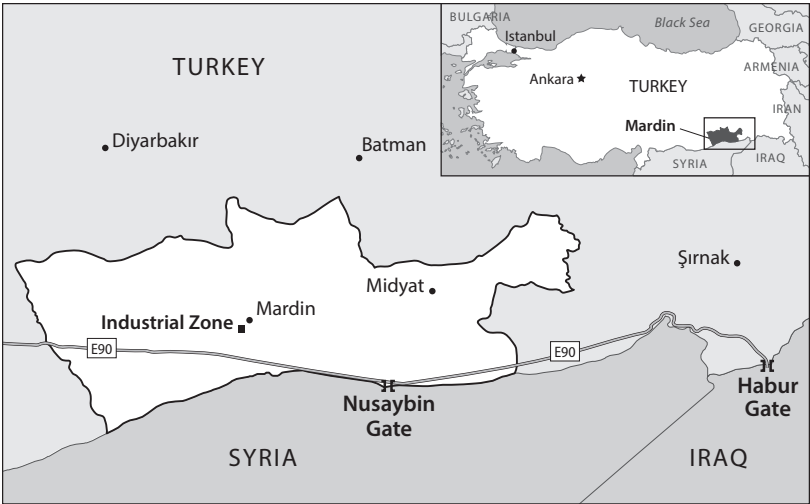 BULGARIA
Black Sea
GEORGIA
Istanbul
ARMENIA
Ankara
TURKEY
IRAN
Mardin
SYRIA
IRAQ
TURKEY
Diyarbakır
Batman
Şırnak
Midyat
Mardin
Industrial Zone
E90
E90
Nusaybin
Gate
Habur
Gate
SYRIA
IRAQ